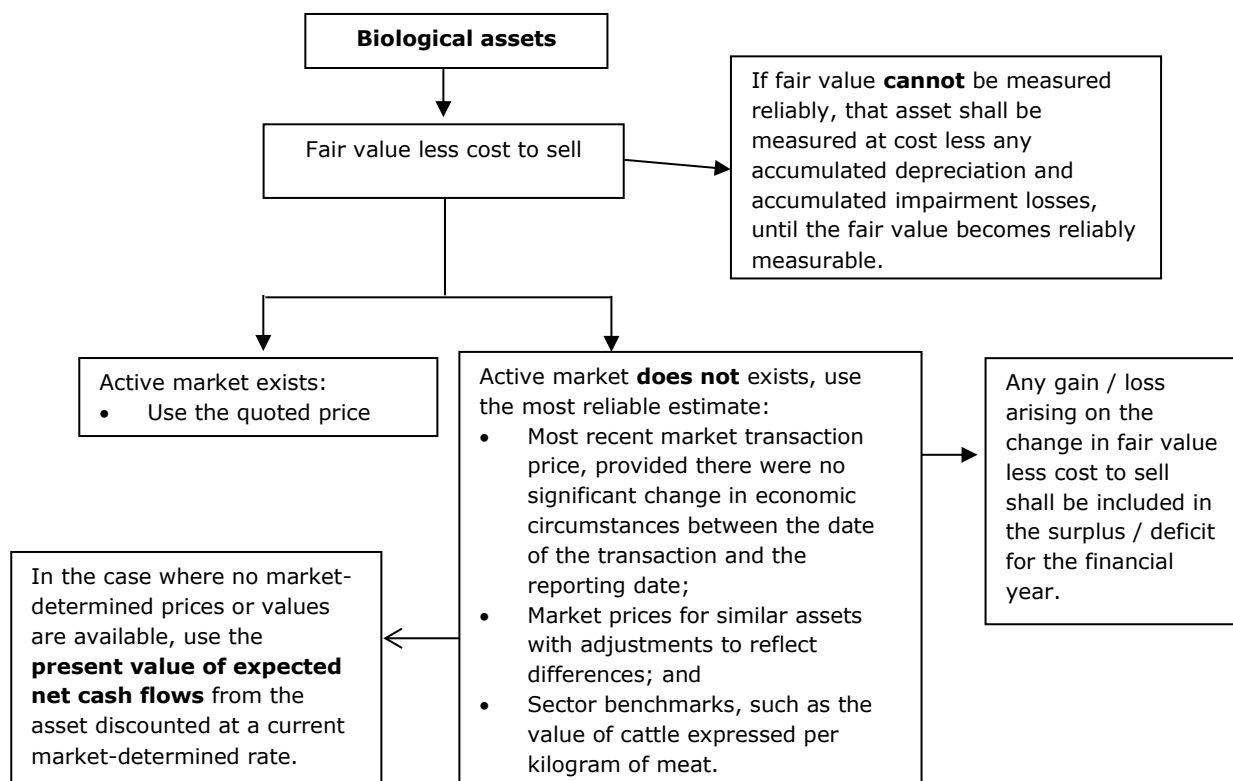 Biological assets
Fair value less cost to sell
If fair value cannot be measured
reliably, that asset shall be
measured at cost less any
accumulated depreciation and
accumulated impairment losses,
until the fair value becomes reliably
measurable.
Active market exists:
• Use the quoted price
Active market does not exists, use
the most reliable estimate:
• Most recent market transaction
price, provided there were no
significant change in economic
circumstances between the date
of the transaction and the
reporting date;
• Market prices for similar assets
with adjustments to reflect
differences; and
• Sector benchmarks, such as the
value of cattle expressed per
kilogram of meat.
Any gain / loss
arising on the
change in fair value
less cost to sell
shall be included in
the surplus / deficit
for the financial
year.
In the case where no market-
determined prices or values
are available, use the
present value of expected
net cash flows from the
asset discounted at a current
market-determined rate.